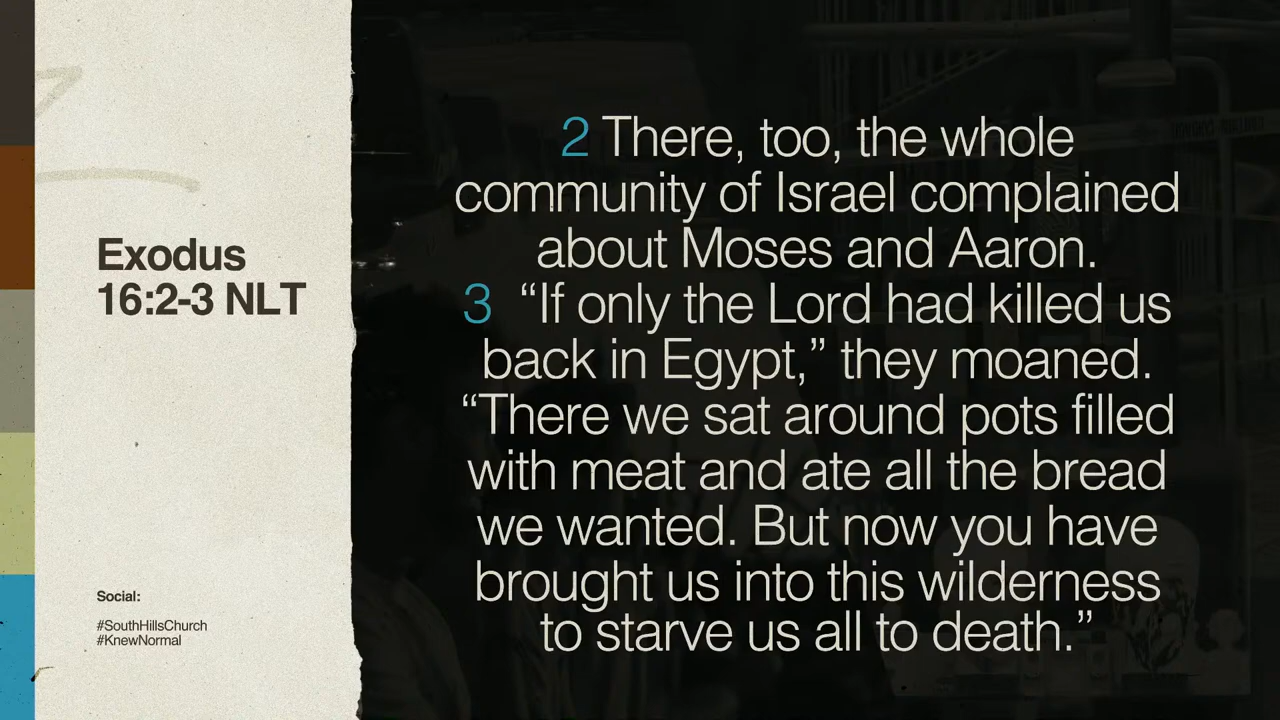 Exodus
16:2-3 NLT
Social:
#SouthHillsChurch
#KnewNormal
2 There, too, the whole
community of Israel complained
about Moses and Aaron.
3 “If only the Lord had killed us
back in Egypt,” they moaned.
“There we sat around pots filled
with meat and ate all the bread
we wanted. But now you have
brought us into this wilderness
to starve us all to death.”